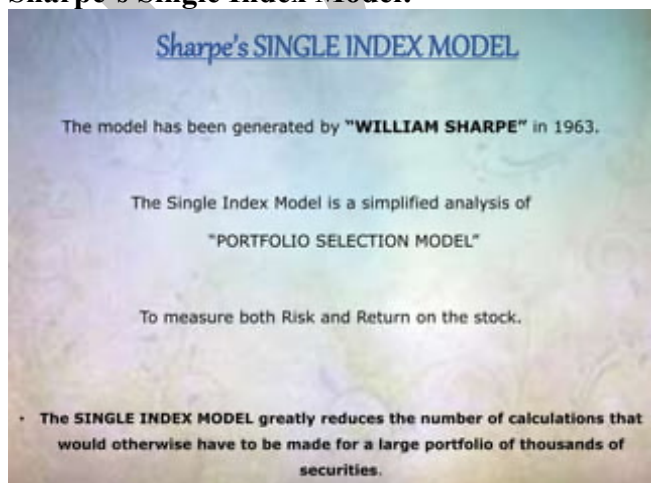 Sharpe's Single Index Model:
Sharpe's SINGLE INDEX MODEL
The model has been generated by "WILLIAM SHARPE" in 1963.
The Single Index Model is a simplified analysis of
"PORTFOLIO SELECTION MODEL"
To measure both Risk and Return on the stock.
• The SINGLE INDEX MODEL greatly reduces the number of calculations that
would otherwise have to be made for a large portfolio of thousands of
securities.